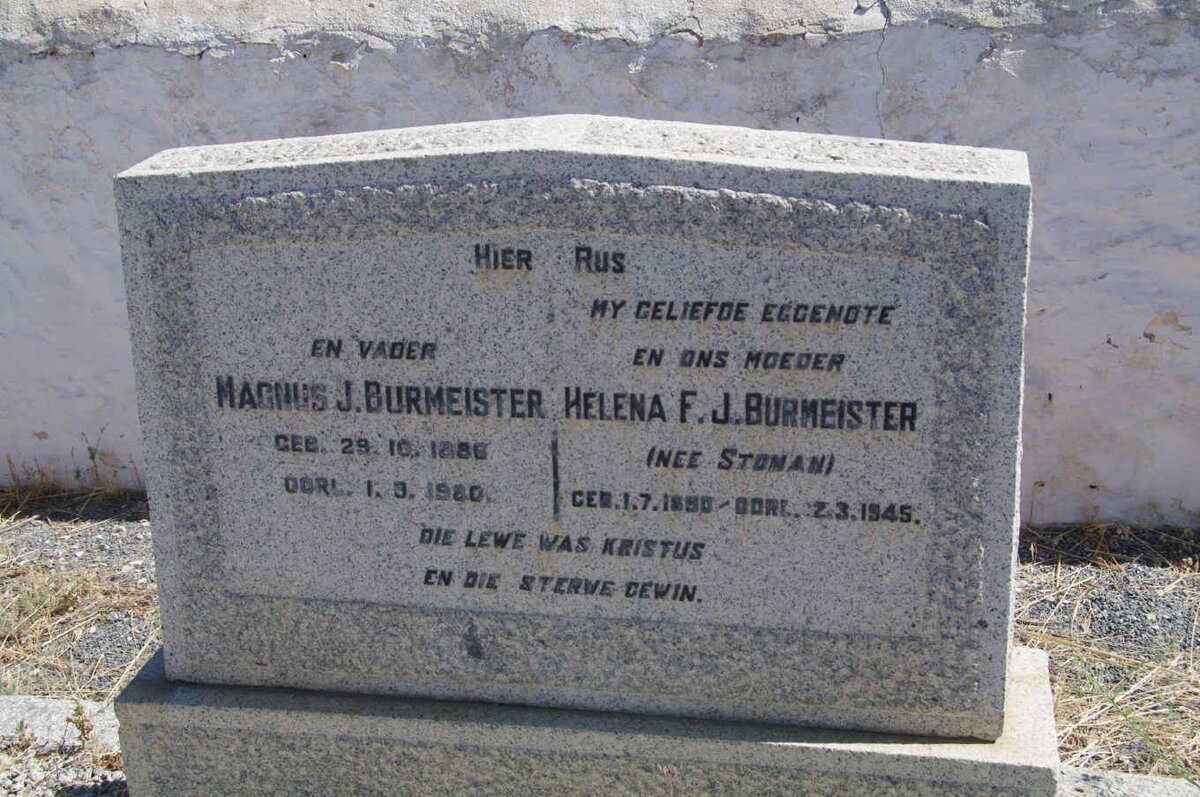 HIER RUS
EN VADER
MAGNUS J. BURMEISTER
GEB. 29. 10. 1886
OORL. 1. 9. 1960.
MY GELIEFDE EGGENOTE
EN ONS MOEDER
HELENA F. J. BURMEISTER
(NEE STOMAN)
GEB. 1. 7. 1890 - OORL. 2. 3. 1945.
DIE LEWE WAS KRISTUS
EN DIE STERWE GEWIN.